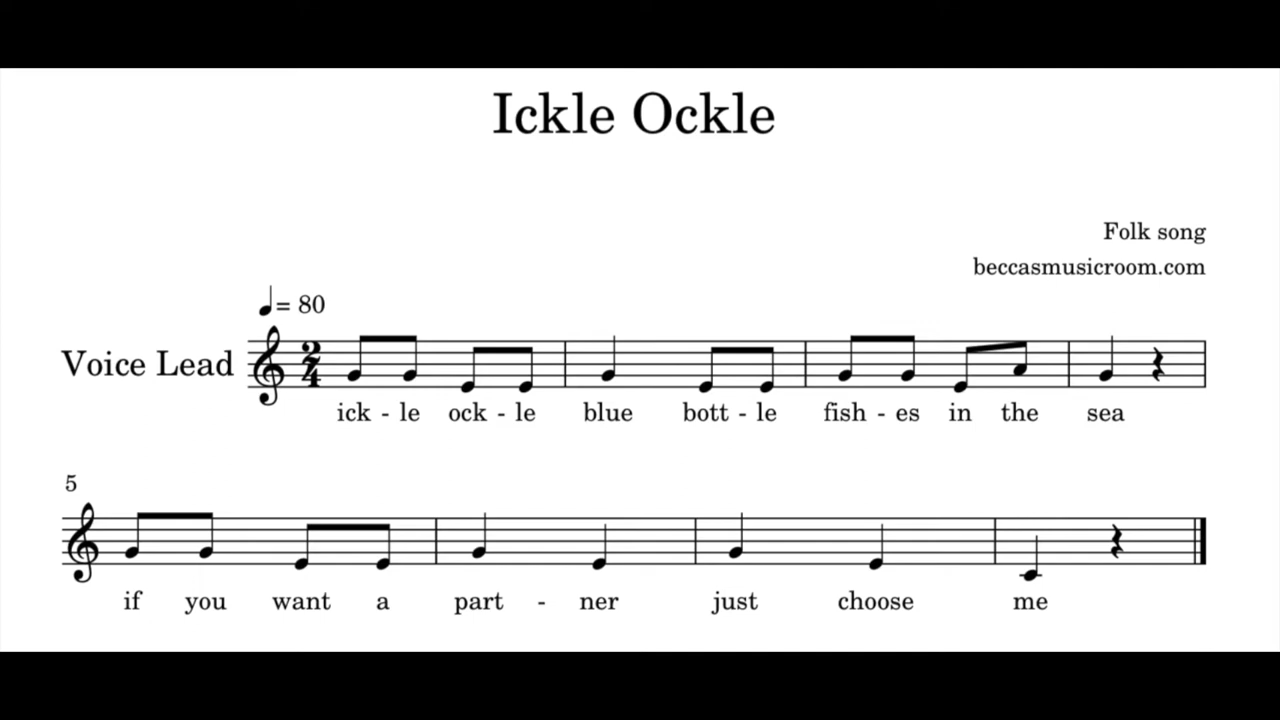 Ickle Ockle
Folk song
beccasmusicroom.com
= 80
Voice Lead
2
4
ick - le ock - le blue bott - le fish - es in the sea
5
if you want a part - ner just choose me